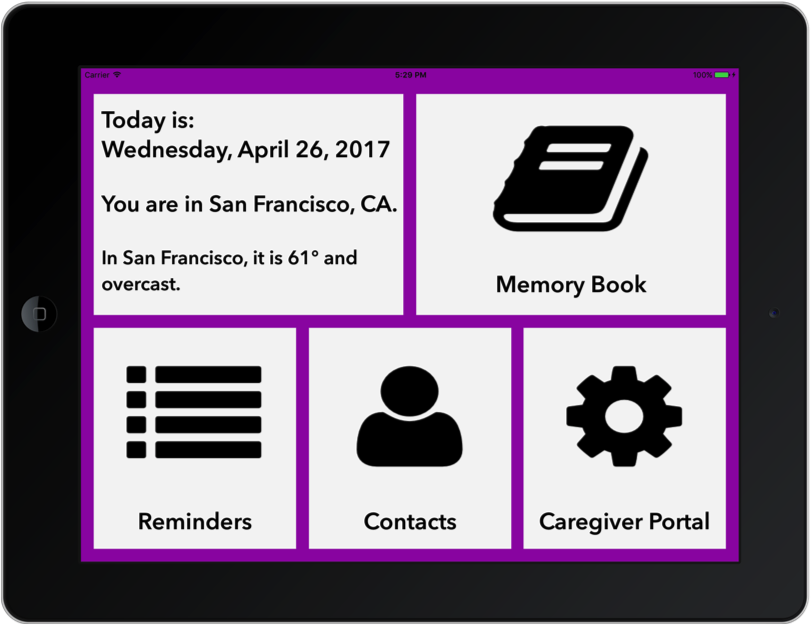 Carrier
5:29 PM
100%
Today is:
Wednesday, April 26, 2017
You are in San Francisco, CA.
In San Francisco, it is 61° and
overcast.
Memory Book
Reminders
Contacts
Caregiver Portal